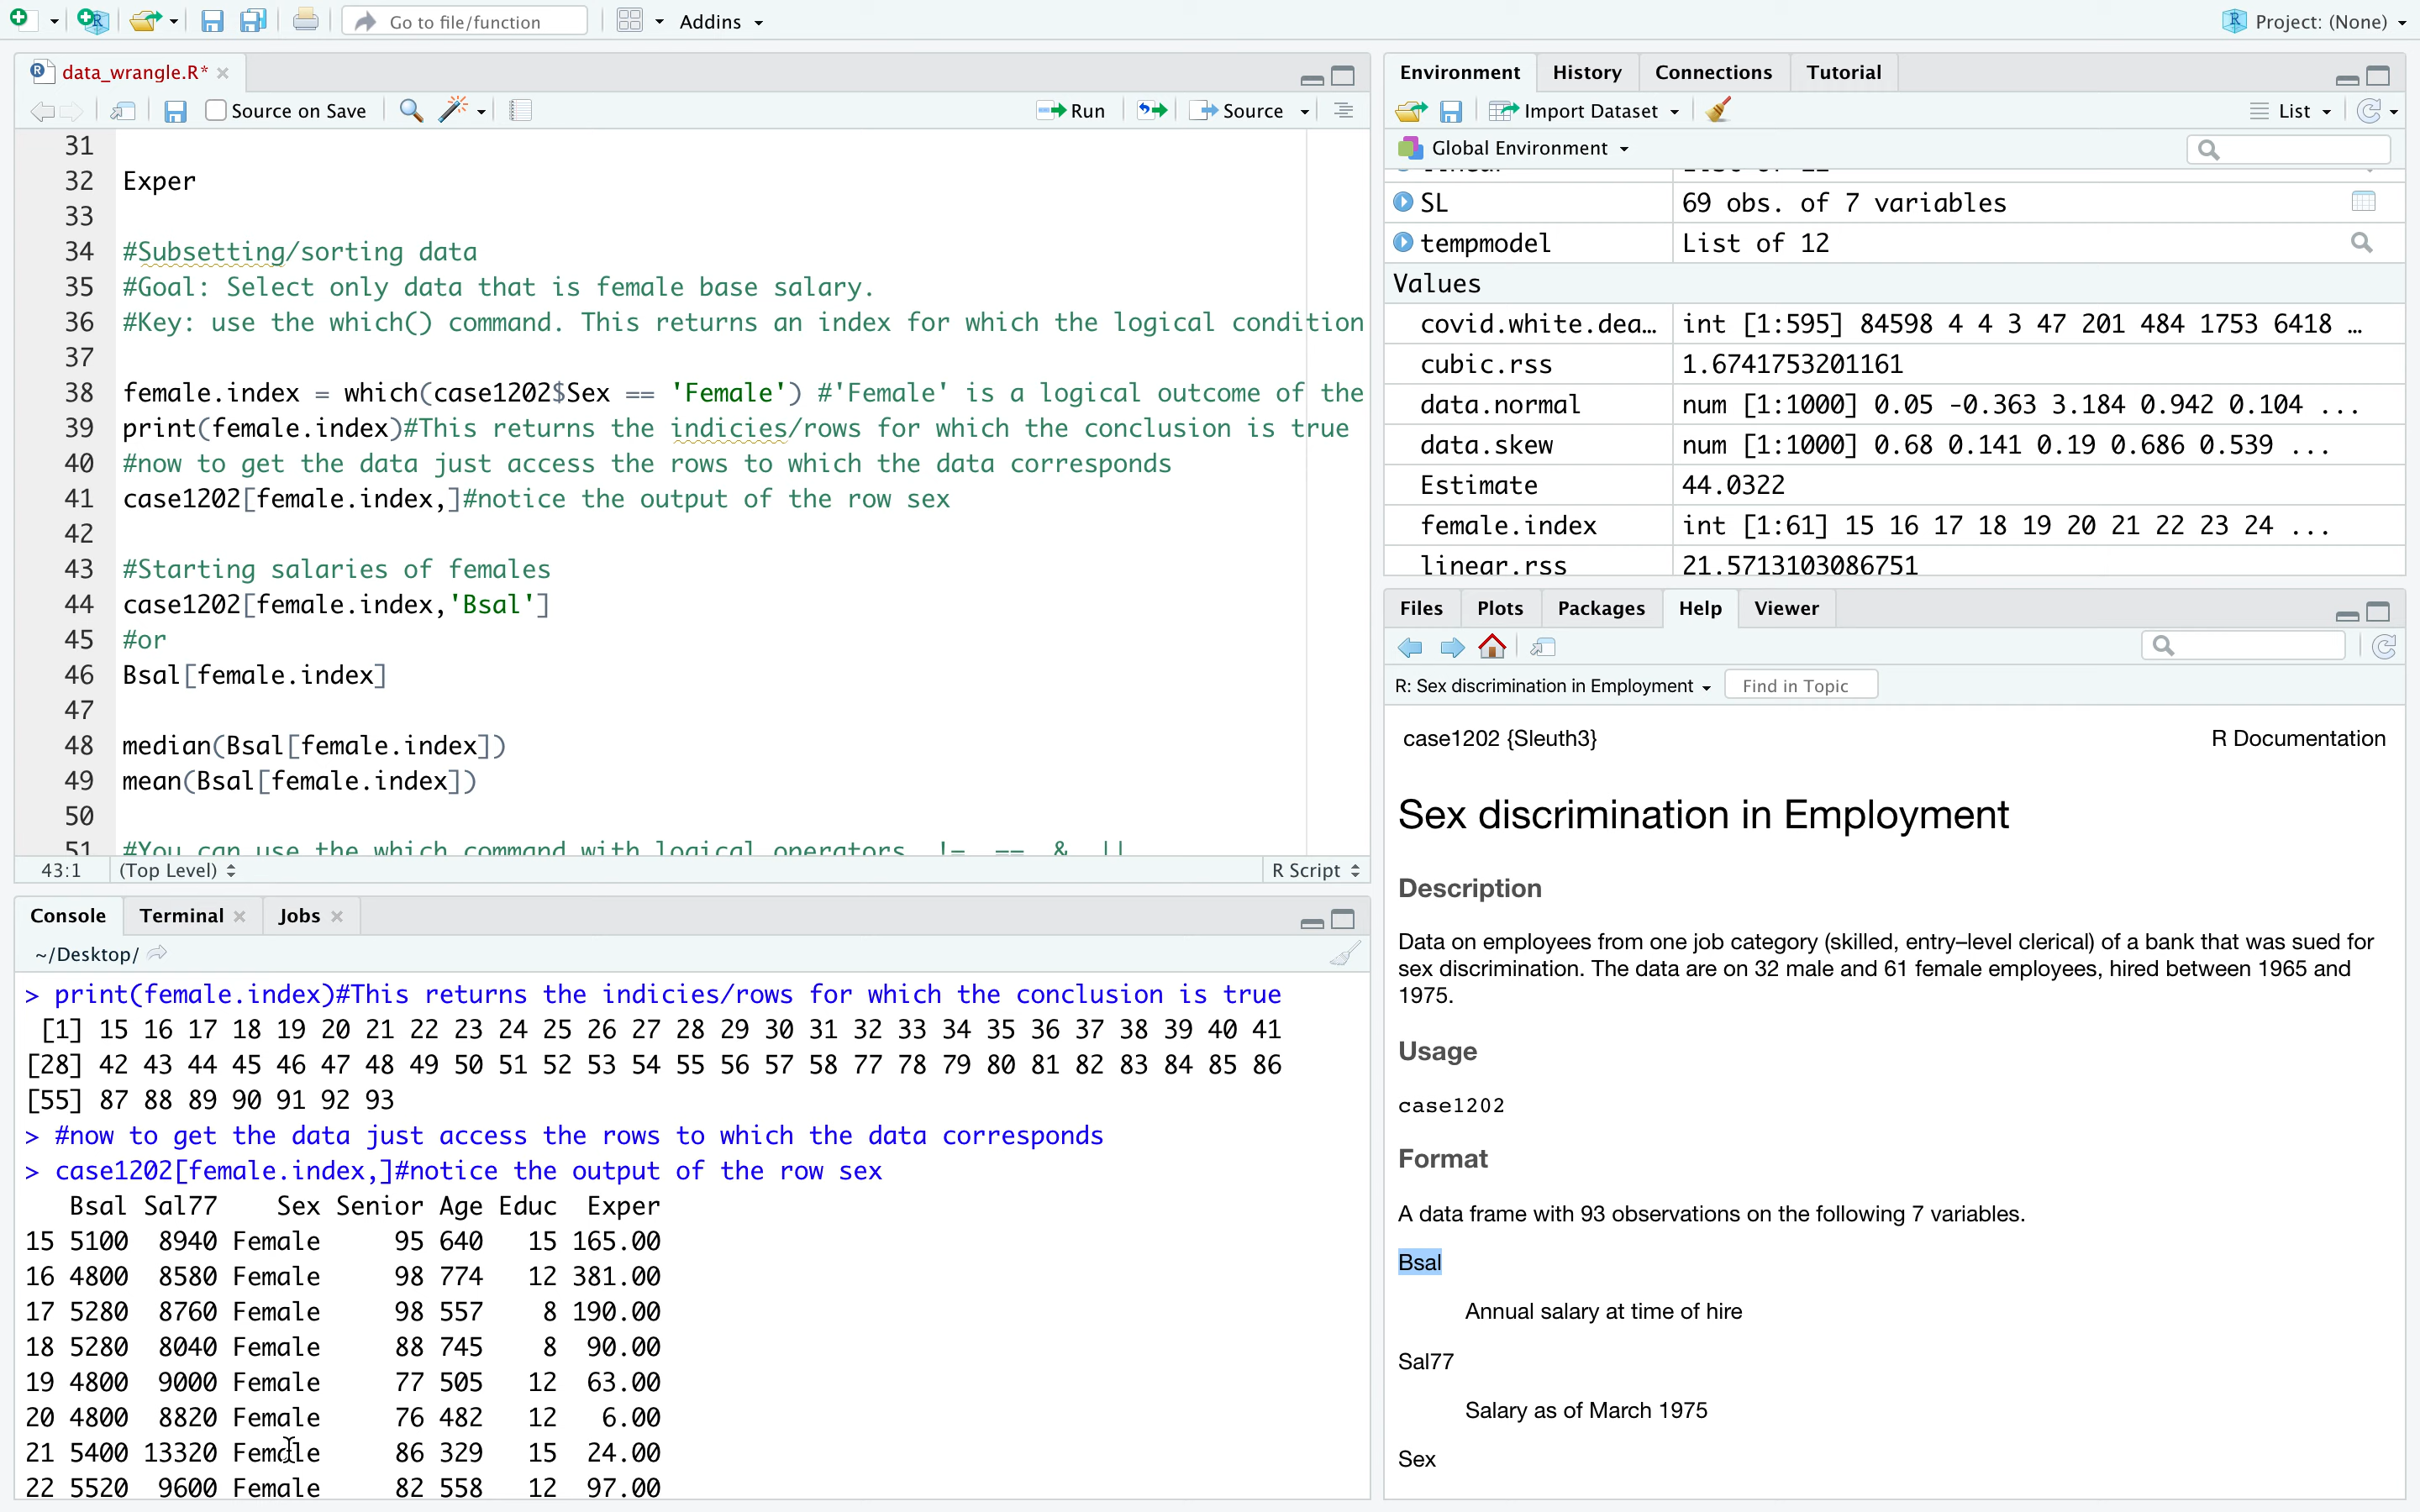 Go to file/function
Addins
Project: (None)
data_wrangle.R*
Source on Save
Run
Source
31
32 Exper
33
34 #Subsetting/sorting data
35 #Goal: Select only data that is female base salary.
36 #Key: use the which() command. This returns an index for which the logical condition
37
38 female.index = which(case1202$Sex == 'Female') #'Female' is a logical outcome of the
39 print(female.index)#This returns the indicies/rows for which the conclusion is true
40 #now to get the data just access the rows to which the data corresponds
41 case1202[female.index,]#notice the output of the row sex
42
43 #Starting salaries of females
44 case1202[female.index,'Bsal']
45 #or
46 Bsal[female.index]
47
48 median(Bsal[female.index])
49 mean(Bsal[female.index])
50
51 #You can use the which command with logical operators != == & ||
43:1 (Top Level) R Script
Console Terminal Jobs
~/Desktop/
> print(female.index)#This returns the indicies/rows for which the conclusion is true
[1] 15 16 17 18 19 20 21 22 23 24 25 26 27 28 29 30 31 32 33 34 35 36 37 38 39 40 41
[28] 42 43 44 45 46 47 48 49 50 51 52 53 54 55 56 57 58 77 78 79 80 81 82 83 84 85 86
[55] 87 88 89 90 91 92 93
> #now to get the data just access the rows to which the data corresponds
> case1202[female.index,]#notice the output of the row sex
Bsal Sal77 Sex Senior Age Educ Exper
15 5100 8940 Female 95 640 15 165.00
16 4800 8580 Female 98 774 12 381.00
17 5280 8760 Female 98 557 8 190.00
18 5280 8040 Female 88 745 8 90.00
19 4800 9000 Female 77 505 12 63.00
20 4800 8820 Female 76 482 12 6.00
21 5400 13320 Female 86 329 15 24.00
22 5520 9600 Female 82 558 12 97.00
Environment History Connections Tutorial
Import Dataset List
Global Environment
SL 69 obs. of 7 variables
tempmodel List of 12
Values
covid.white.dea… int [1:595] 84598 4 4 3 47 201 484 1753 6418 …
cubic.rss 1.6741753201161
data.normal num [1:1000] 0.05 -0.363 3.184 0.942 0.104 ...
data.skew num [1:1000] 0.68 0.141 0.19 0.686 0.539 ...
Estimate 44.0322
female.index int [1:61] 15 16 17 18 19 20 21 22 23 24 ...
linear.rss 21.5713103086751
Files Plots Packages Help Viewer
R: Sex discrimination in Employment Find in Topic
case1202 {Sleuth3} R Documentation
Sex discrimination in Employment
Description
Data on employees from one job category (skilled, entry–level clerical) of a bank that was sued for
sex discrimination. The data are on 32 male and 61 female employees, hired between 1965 and
1975.
Usage
case1202
Format
A data frame with 93 observations on the following 7 variables.
Bsal
Annual salary at time of hire
Sal77
Salary as of March 1975
Sex